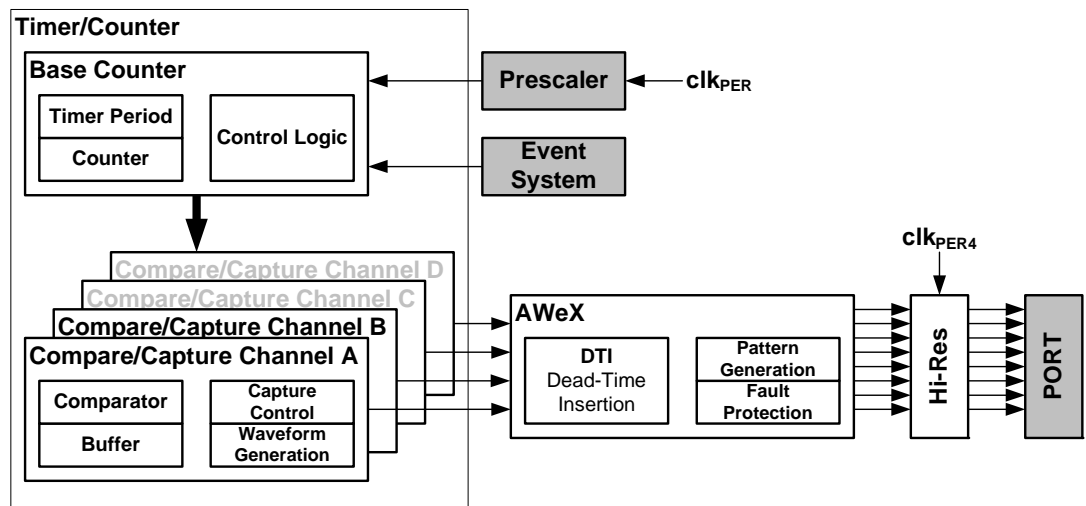 Timer/Counter
Base Counter
Timer Period
Counter
Control Logic
Prescaler
clkPER
Event
System
Compare/Capture Channel D
Compare/Capture Channel C
Compare/Capture Channel B
Compare/Capture Channel A
Comparator
Buffer
Capture
Control
Waveform
Generation
AWeX
DTI
Dead-Time
Insertion
Pattern
Generation
Fault
Protection
clkPER4
Hi-Res
PORT